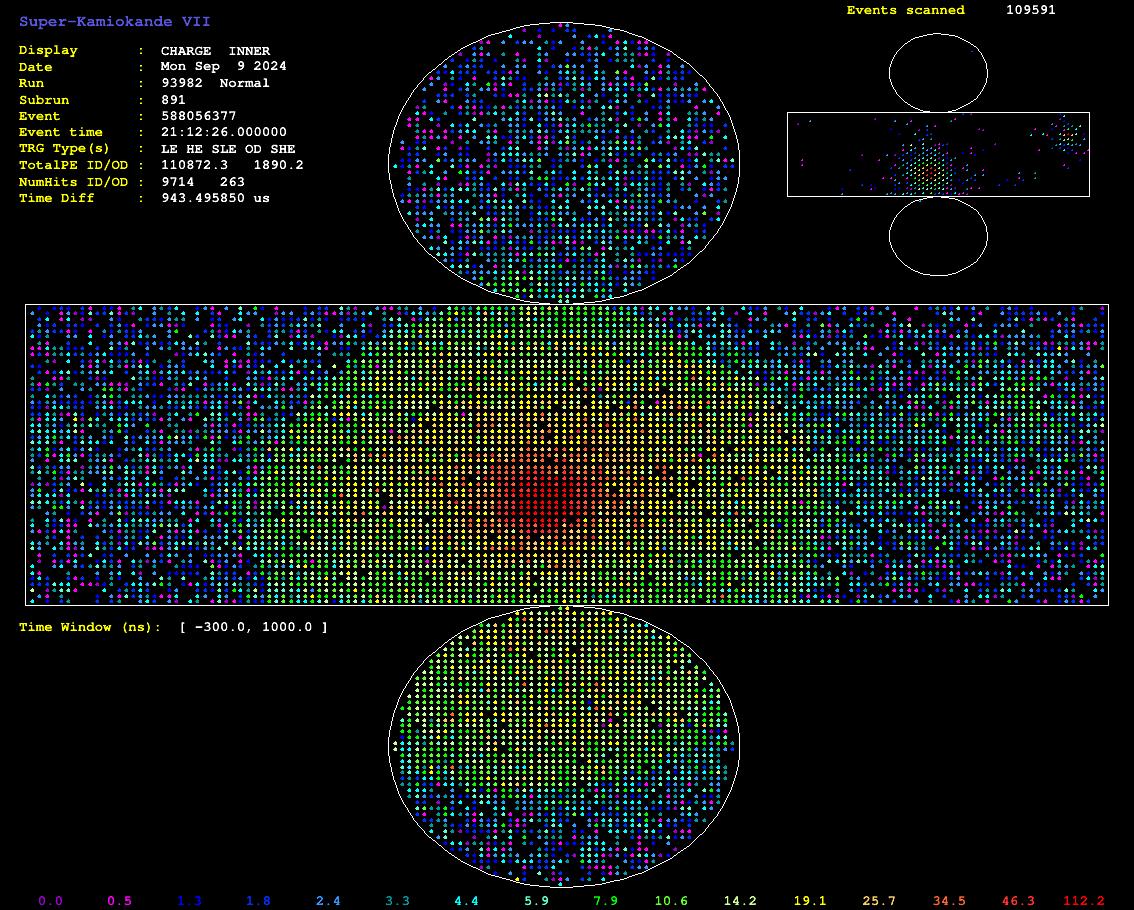 Super-Kamiokande VII
Events scanned 109591
Display : CHARGE INNER
Date : Mon Sep 9 2024
Run : 93982 Normal
Subrun : 891
Event : 588056377
Event time : 21:12:26.000000
TRG Type(s) : LE HE SLE OD SHE
TotalPE ID/OD : 110872.3 1890.2
NumHits ID/OD : 9714 263
Time Diff : 943.495850 us
Time Window (ns): [ -300.0, 1000.0 ]
0.0 0.5 1.3 1.8 2.4 3.3 4.4 5.9 7.9 10.6 14.2 19.1 25.7 34.5 46.3 112.2